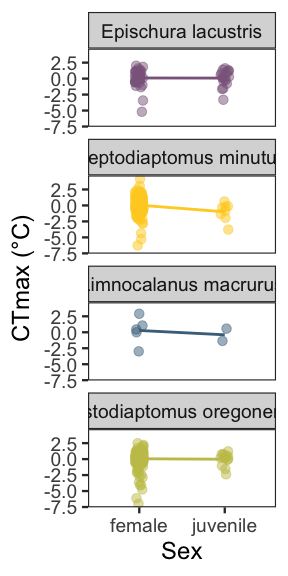 Epischura lacustris
2.5
0.0
-2.5
-5.0
-7.5
eptodiaptomus minutu
2.5
0.0
-2.5
-5.0
-7.5
imnocalanus macruru
2.5
0.0
-2.5
-5.0
-7.5
stodiaptomus oregonen
2.5
0.0
-2.5
-5.0
-7.5
CTmax (°C)
female juvenile
Sex